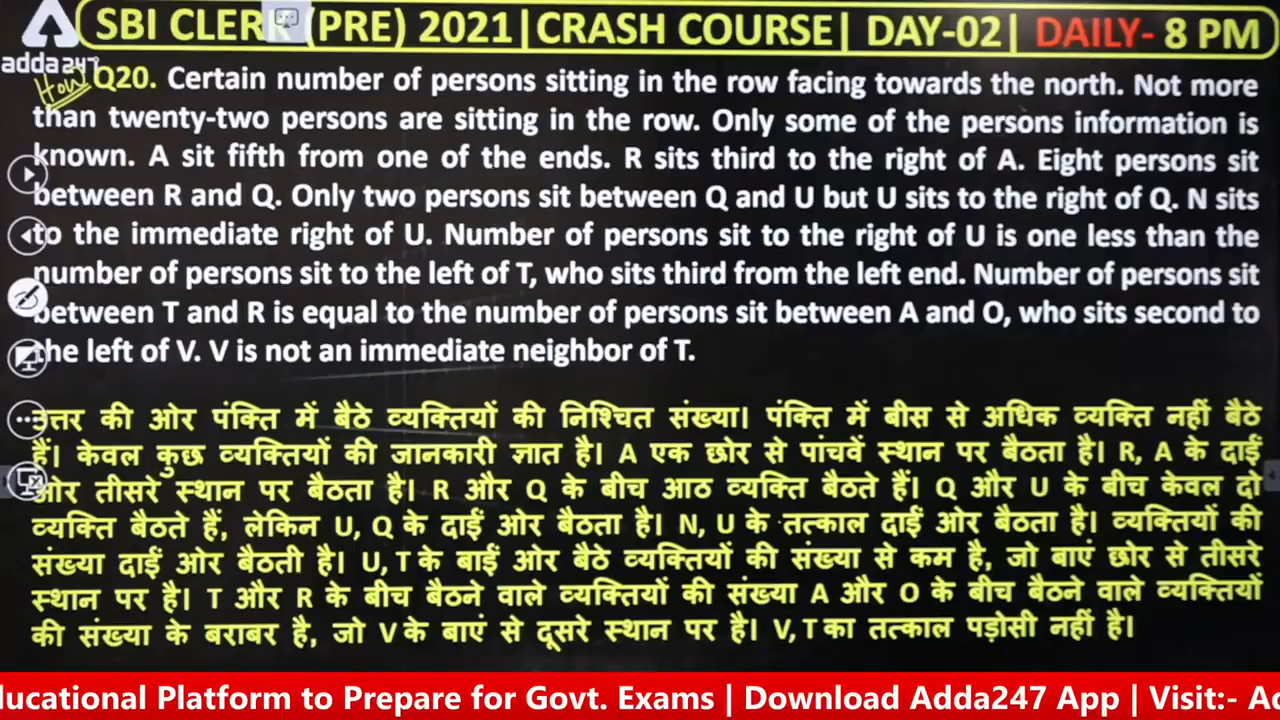 SBI CLERK (PRE) 2021|CRASH COURSE| DAY-02| DAILY- 8 PM
adda247
How
Q20. Certain number of persons sitting in the row facing towards the north. Not more
than twenty-two persons are sitting in the row. Only some of the persons information is
known. A sit fifth from one of the ends. R sits third to the right of A. Eight persons sit
between R and Q. Only two persons sit between Q and U but U sits to the right of Q. N sits
to the immediate right of U. Number of persons sit to the right of U is one less than the
number of persons sit to the left of T, who sits third from the left end. Number of persons sit
between T and R is equal to the number of persons sit between A and O, who sits second to
the left of V. V is not an immediate neighbor of T.
उत्तर की ओर पंक्ति में बैठे व्यक्तियों की निश्चित संख्या। पंक्ति में बीस से अधिक व्यक्ति नहीं बैठे
हैं। केवल कुछ व्यक्तियों की जानकारी ज्ञात है। A एक छोर से पांचवें स्थान पर बैठता है। R, A के दाईं
ओर तीसरे स्थान पर बैठता है। R और Q के बीच आठ व्यक्ति बैठते हैं। Q और U के बीच केवल दो
व्यक्ति बैठते हैं, लेकिन U, Q के दाईं ओर बैठता है। N, U के तत्काल दाईं ओर बैठता है। व्यक्तियों की
संख्या दाईं ओर बैठती है। U, T के बाईं ओर बैठे व्यक्तियों की संख्या से कम है, जो बाएं छोर से तीसरे
स्थान पर है। T और R के बीच बैठने वाले व्यक्तियों की संख्या A और O के बीच बैठने वाले व्यक्तियों
की संख्या के बराबर है, जो V के बाएं से दूसरे स्थान पर है। V, T का तत्काल पड़ोसी नहीं है।
ducational Platform to Prepare for Govt. Exams | Download Adda247 App | Visit:- Ad